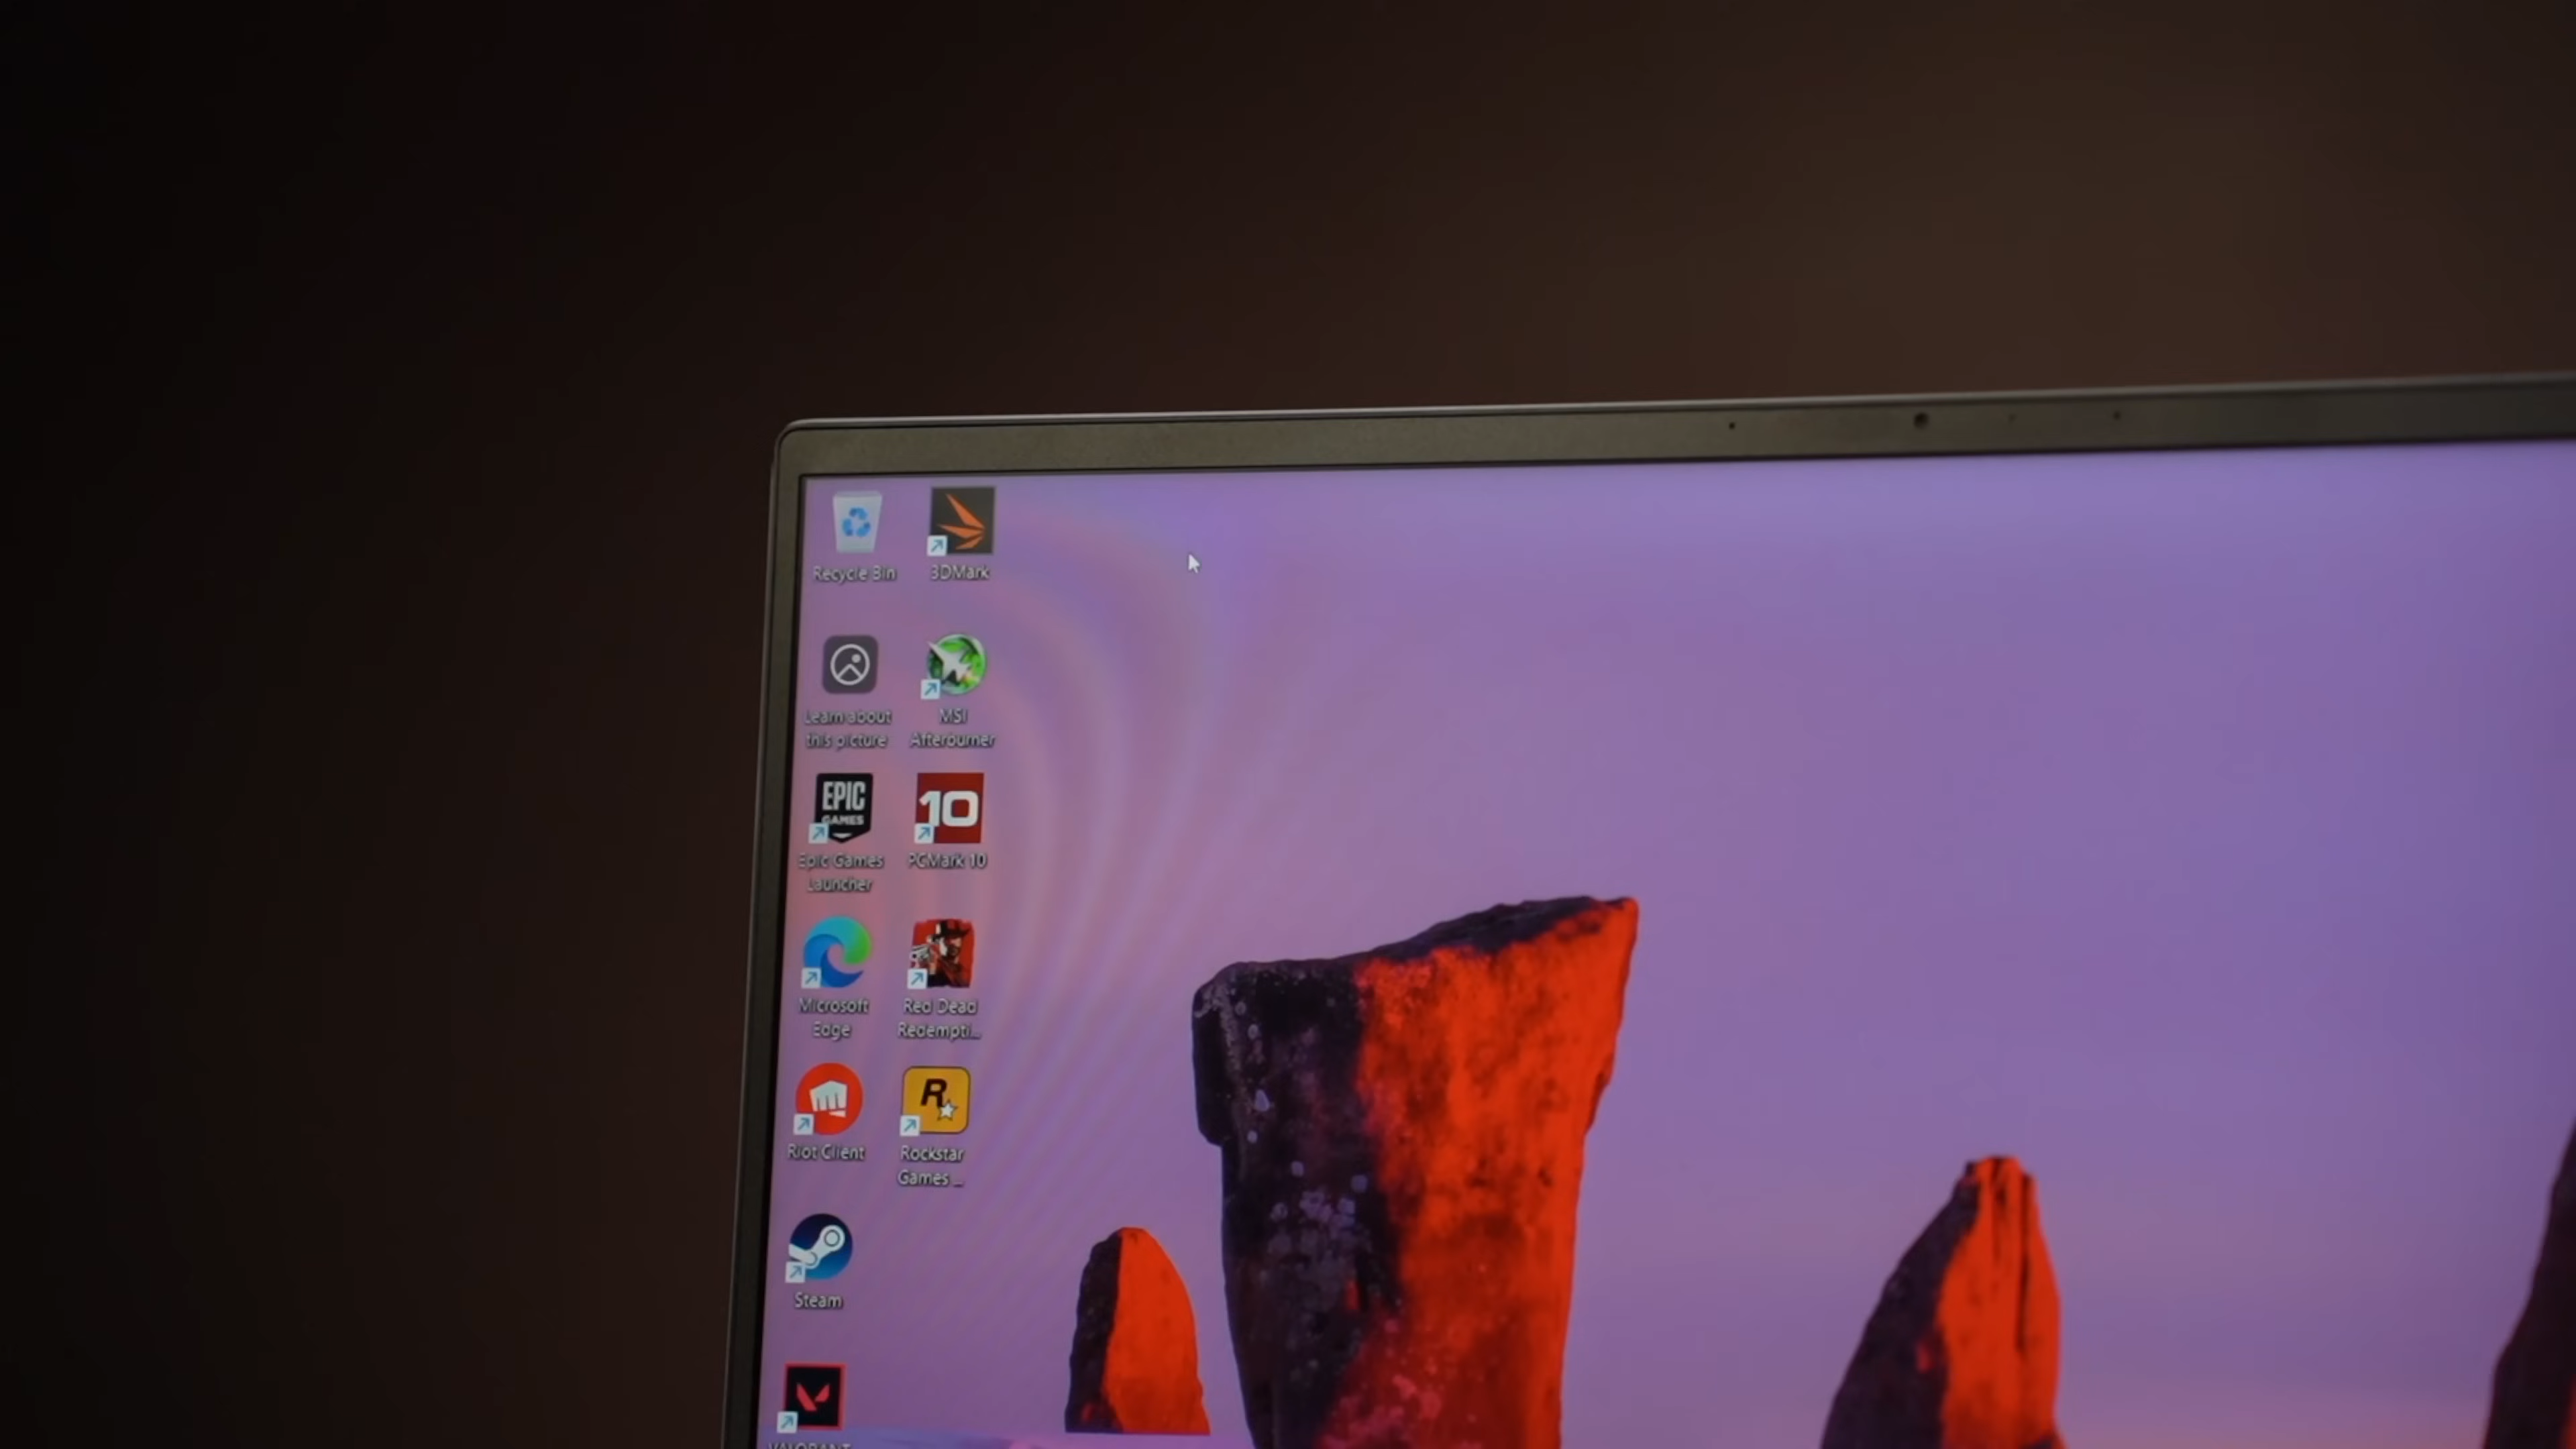 Recycle Bin
3DMark
Learn about
this picture
MSI
Afterburner
EPIC
GAMES
Epic Games
Launcher
10
PCMark 10
Microsoft
Edge
Red Dead
Redempti...
Riot Client
R
Rockstar
Games ...
Steam
VALORANT